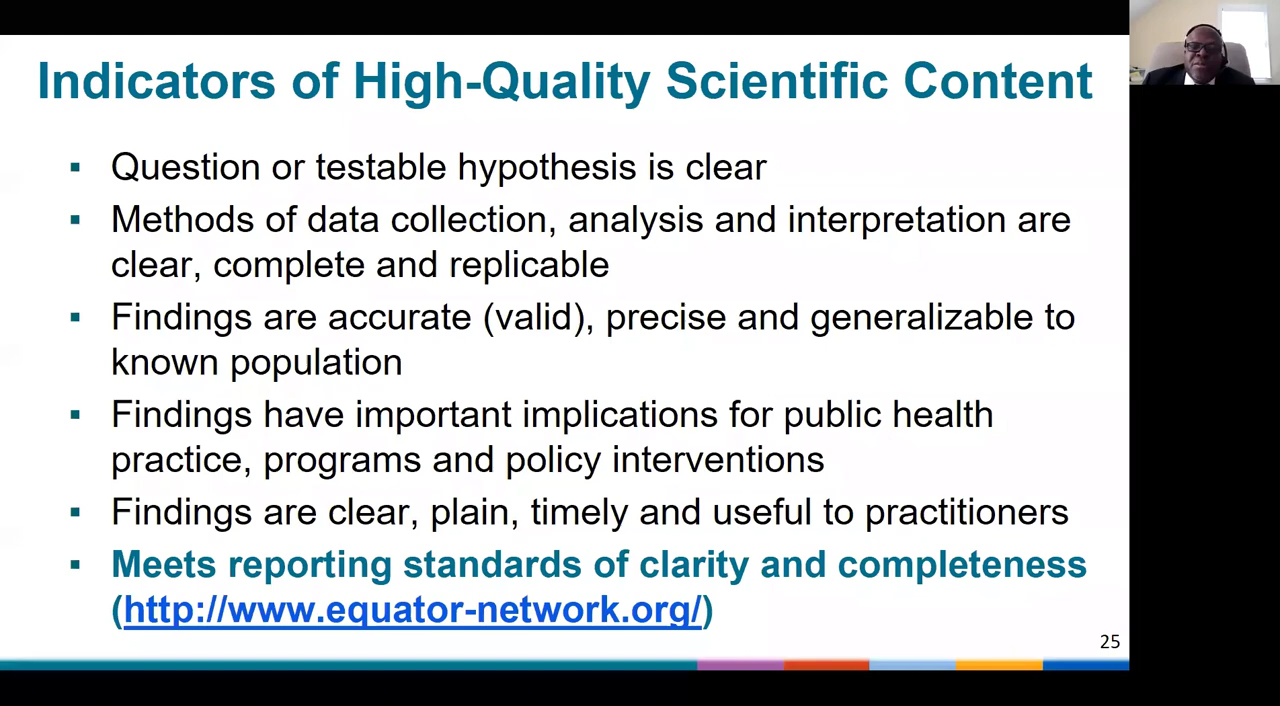 Indicators of High-Quality Scientific Content
▪ Question or testable hypothesis is clear
▪ Methods of data collection, analysis and interpretation are
clear, complete and replicable
▪ Findings are accurate (valid), precise and generalizable to
known population
▪ Findings have important implications for public health
practice, programs and policy interventions
▪ Findings are clear, plain, timely and useful to practitioners
▪ Meets reporting standards of clarity and completeness
(http://www.equator-network.org/)
25